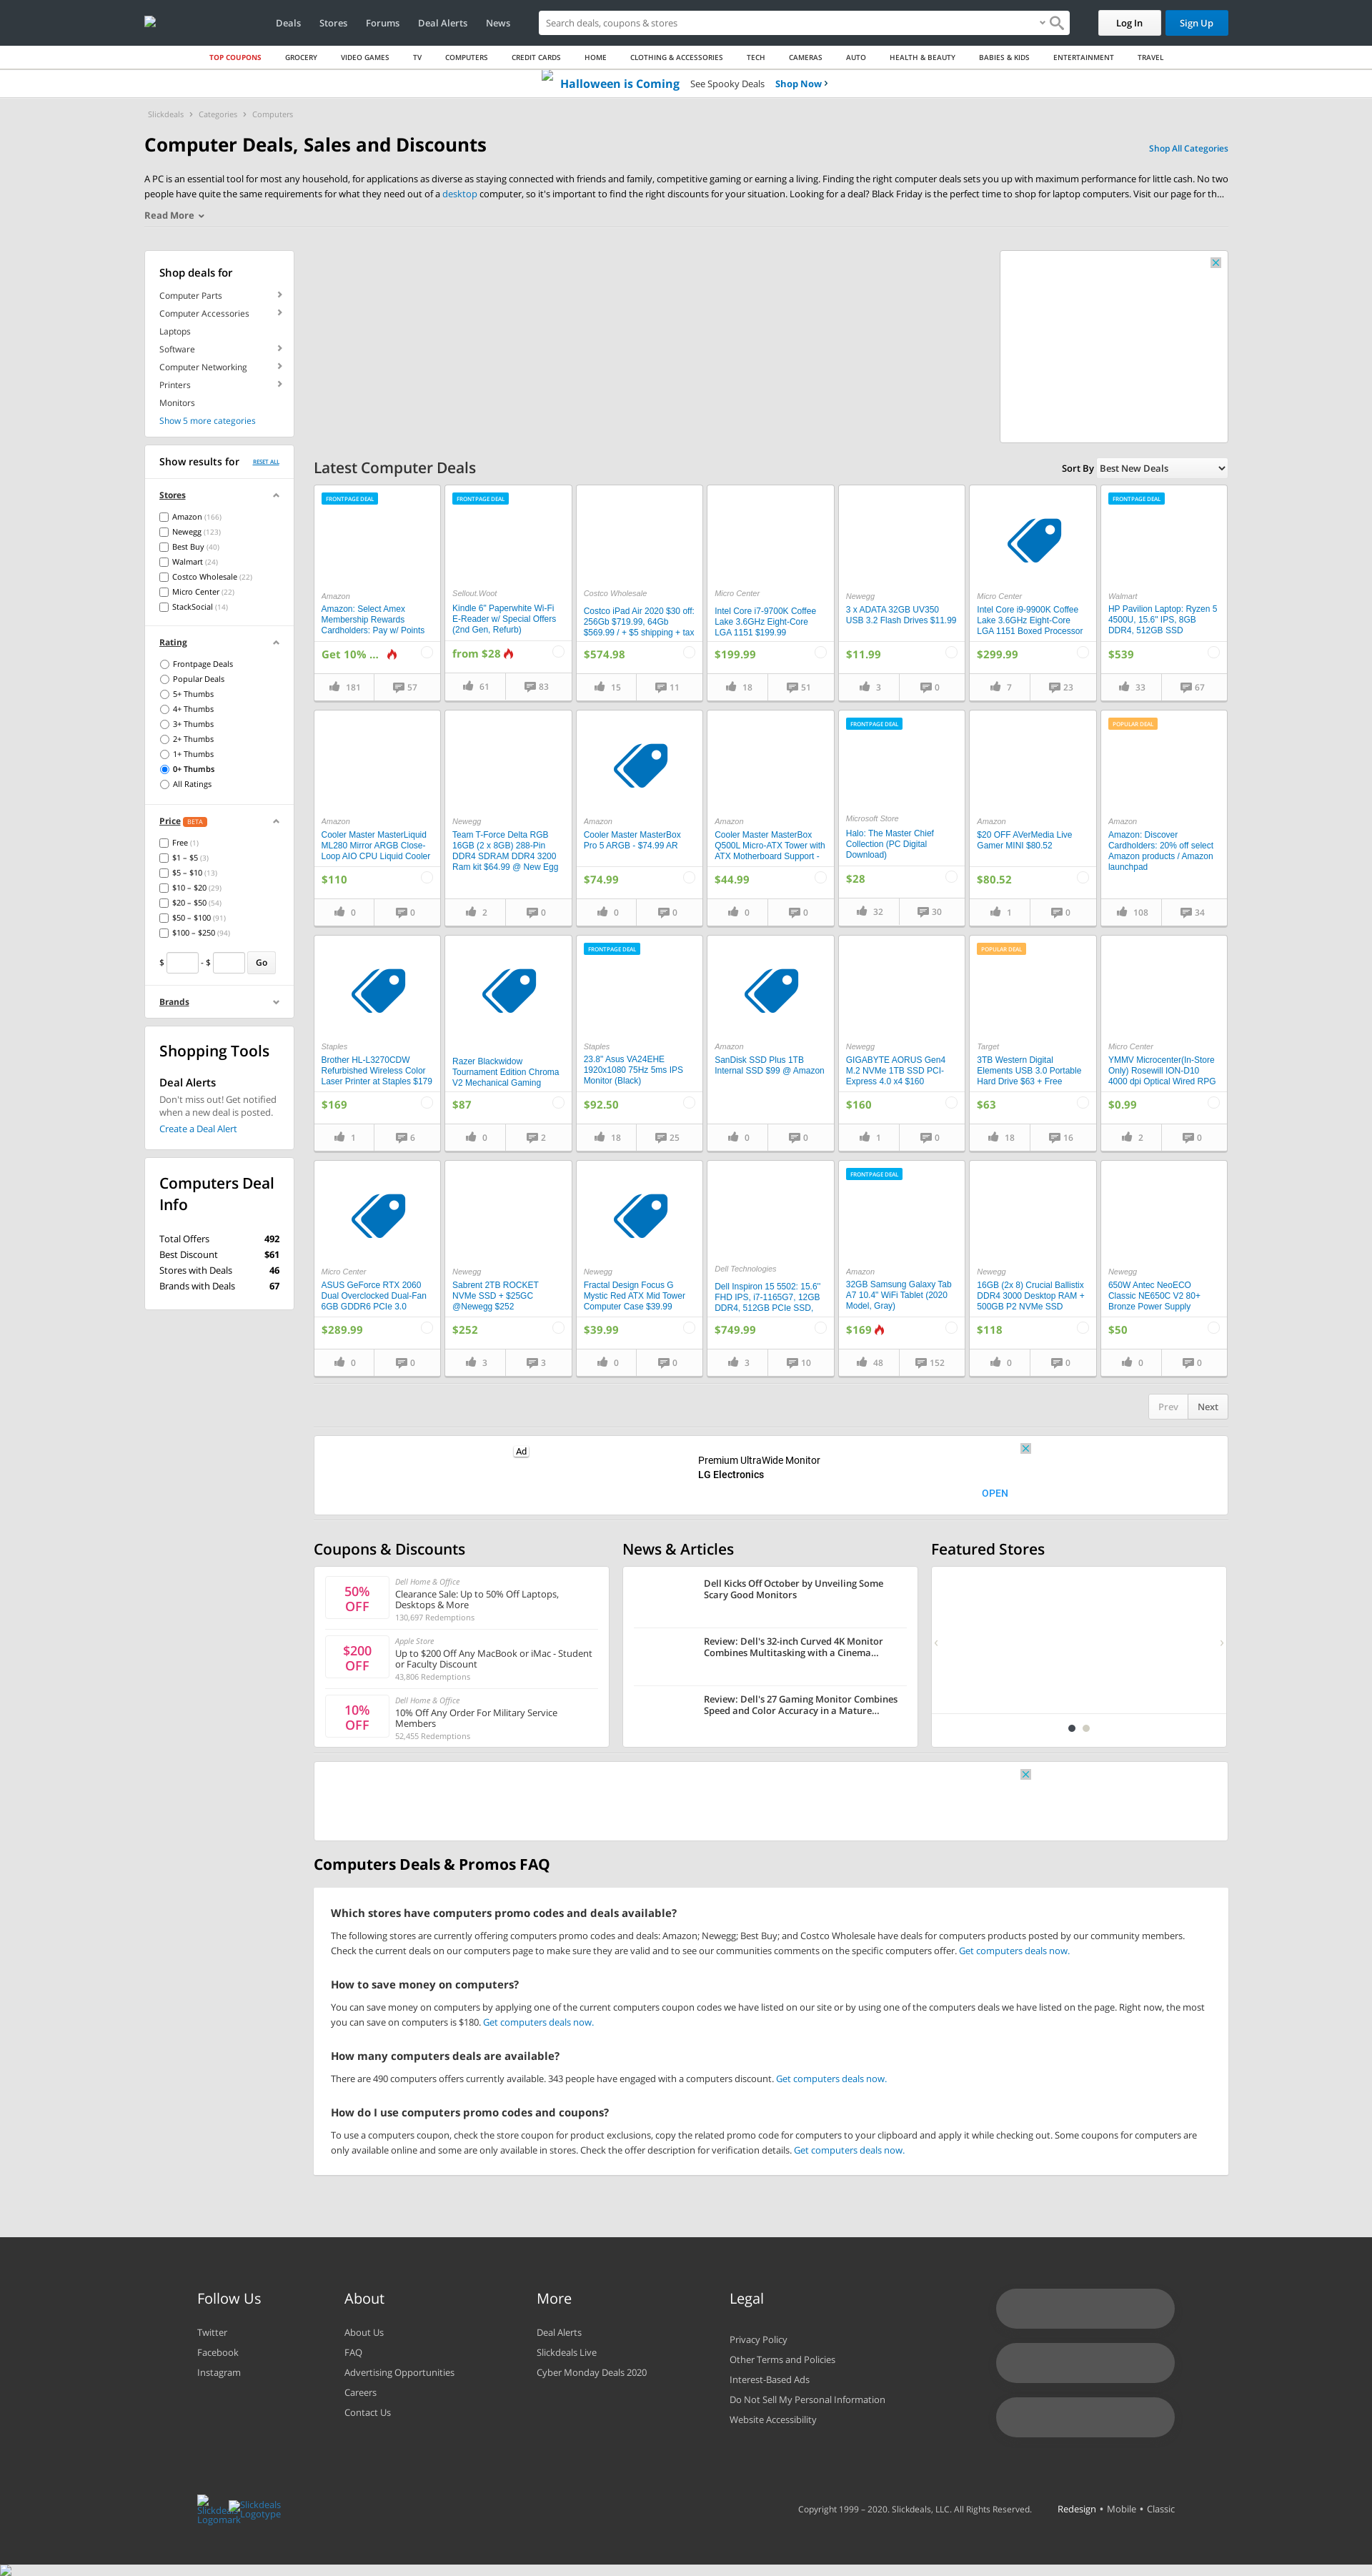 Deals
Stores
Forums
Deal Alerts
News
Search deals, coupons & stores
Log In
Sign Up
TOP COUPONS
GROCERY
VIDEO GAMES
TV
COMPUTERS
CREDIT CARDS
HOME
CLOTHING & ACCESSORIES
TECH
CAMERAS
AUTO
HEALTH & BEAUTY
BABIES & KIDS
ENTERTAINMENT
TRAVEL
Halloween is Coming See Spooky Deals Shop Now
Slickdeals > Categories > Computers
Computer Deals, Sales and Discounts
Shop All Categories
A PC is an essential tool for most any household, for applications as diverse as staying connected with friends and family, competitive gaming or earning a living. Finding the right computer deals sets you up with maximum performance for little cash. No two
people have quite the same requirements for what they need out of a desktop computer, so it's important to find the right discounts for your situation. Looking for a deal? Black Friday is the perfect time to shop for laptop computers. Visit our page for th...
Read More
Shop deals for
Computer Parts
Computer Accessories
Laptops
Software
Computer Networking
Printers
Monitors
Show 5 more categories
Show results for
RESET ALL
Stores
Amazon (166)
Newegg (123)
Best Buy (40)
Walmart (24)
Costco Wholesale (22)
Micro Center (22)
StackSocial (14)
Rating
Frontpage Deals
Popular Deals
5+ Thumbs
4+ Thumbs
3+ Thumbs
2+ Thumbs
1+ Thumbs
0+ Thumbs
All Ratings
Price BETA
Free (1)
$1 – $5 (3)
$5 – $10 (13)
$10 – $20 (29)
$20 – $50 (54)
$50 – $100 (91)
$100 – $250 (94)
$ - $ Go
Brands
Shopping Tools
Deal Alerts
Don't miss out! Get notified
when a new deal is posted.
Create a Deal Alert
Computers Deal
Info
Total Offers 492
Best Discount $61
Stores with Deals 46
Brands with Deals 67
Latest Computer Deals
Sort By Best New Deals
FRONTPAGE DEAL
Amazon
Amazon: Select Amex
Membership Rewards
Cardholders: Pay w/ Points
Get 10% ...
181 57
FRONTPAGE DEAL
Sellout.Woot
Kindle 6" Paperwhite Wi-Fi
E-Reader w/ Special Offers
(2nd Gen, Refurb)
from $28
61 83
Costco Wholesale
Costco iPad Air 2020 $30 off:
256Gb $719.99, 64Gb
$569.99 / + $5 shipping + tax
$574.98
15 11
Micro Center
Intel Core i7-9700K Coffee
Lake 3.6GHz Eight-Core
LGA 1151 $199.99
$199.99
18 51
Newegg
3 x ADATA 32GB UV350
USB 3.2 Flash Drives $11.99
$11.99
3 0
Micro Center
Intel Core i9-9900K Coffee
Lake 3.6GHz Eight-Core
LGA 1151 Boxed Processor
$299.99
7 23
FRONTPAGE DEAL
Walmart
HP Pavilion Laptop: Ryzen 5
4500U, 15.6" IPS, 8GB
DDR4, 512GB SSD
$539
33 67
Amazon
Cooler Master MasterLiquid
ML280 Mirror ARGB Close-
Loop AIO CPU Liquid Cooler
$110
0 0
Newegg
Team T-Force Delta RGB
16GB (2 x 8GB) 288-Pin
DDR4 SDRAM DDR4 3200
Ram kit $64.99 @ New Egg
2 0
Amazon
Cooler Master MasterBox
Pro 5 ARGB - $74.99 AR
$74.99
0 0
Amazon
Cooler Master MasterBox
Q500L Micro-ATX Tower with
ATX Motherboard Support -
$44.99
0 0
FRONTPAGE DEAL
Microsoft Store
Halo: The Master Chief
Collection (PC Digital
Download)
$28
32 30
Amazon
$20 OFF AVerMedia Live
Gamer MINI $80.52
$80.52
1 0
POPULAR DEAL
Amazon
Amazon: Discover
Cardholders: 20% off select
Amazon products / Amazon
launchpad
108 34
Staples
Brother HL-L3270CDW
Refurbished Wireless Color
Laser Printer at Staples $179
$169
1 6
Razer Blackwidow
Tournament Edition Chroma
V2 Mechanical Gaming
$87
0 2
FRONTPAGE DEAL
Staples
23.8" Asus VA24EHE
1920x1080 75Hz 5ms IPS
Monitor (Black)
$92.50
18 25
Amazon
SanDisk SSD Plus 1TB
Internal SSD $99 @ Amazon
0 0
Newegg
GIGABYTE AORUS Gen4
M.2 NVMe 1TB SSD PCI-
Express 4.0 x4 $160
$160
1 0
POPULAR DEAL
Target
3TB Western Digital
Elements USB 3.0 Portable
Hard Drive $63 + Free
$63
18 16
Micro Center
YMMV Microcenter(In-Store
Only) Rosewill ION-D10
4000 dpi Optical Wired RPG
$0.99
2 0
Micro Center
ASUS GeForce RTX 2060
Dual Overclocked Dual-Fan
6GB GDDR6 PCIe 3.0
$289.99
0 0
Newegg
Sabrent 2TB ROCKET
NVMe SSD + $25GC
@Newegg $252
$252
3 3
Newegg
Fractal Design Focus G
Mystic Red ATX Mid Tower
Computer Case $39.99
$39.99
0 0
Dell Technologies
Dell Inspiron 15 5502: 15.6"
FHD IPS, i7-1165G7, 12GB
DDR4, 512GB PCIe SSD,
$749.99
3 10
FRONTPAGE DEAL
Amazon
32GB Samsung Galaxy Tab
A7 10.4" WiFi Tablet (2020
Model, Gray)
$169
48 152
Newegg
16GB (2x 8) Crucial Ballistix
DDR4 3000 Desktop RAM +
500GB P2 NVMe SSD
$118
0 0
Newegg
650W Antec NeoECO
Classic NE650C V2 80+
Bronze Power Supply
$50
0 0
Prev Next
Ad
Premium UltraWide Monitor
LG Electronics
OPEN
Coupons & Discounts
50%
OFF
Dell Home & Office
Clearance Sale: Up to 50% Off Laptops,
Desktops & More
130,697 Redemptions
$200
OFF
Apple Store
Up to $200 Off Any MacBook or iMac - Student
or Faculty Discount
43,806 Redemptions
10%
OFF
Dell Home & Office
10% Off Any Order For Military Service
Members
52,455 Redemptions
News & Articles
Dell Kicks Off October by Unveiling Some
Scary Good Monitors
Review: Dell's 32-inch Curved 4K Monitor
Combines Multitasking with a Cinema...
Review: Dell's 27 Gaming Monitor Combines
Speed and Color Accuracy in a Mature...
Featured Stores
Computers Deals & Promos FAQ
Which stores have computers promo codes and deals available?
The following stores are currently offering computers promo codes and deals: Amazon; Newegg; Best Buy; and Costco Wholesale have deals for computers products posted by our community members.
Check the current deals on our computers page to make sure they are valid and to see our communities comments on the specific computers offer. Get computers deals now.
How to save money on computers?
You can save money on computers by applying one of the current computers coupon codes we have listed on our site or by using one of the computers deals we have listed on the page. Right now, the most
you can save on computers is $180. Get computers deals now.
How many computers deals are available?
There are 490 computers offers currently available. 343 people have engaged with a computers discount. Get computers deals now.
How do I use computers promo codes and coupons?
To use a computers coupon, check the store coupon for product exclusions, copy the related promo code for computers to your clipboard and apply it while checking out. Some coupons for computers are
only available online and some are only available in stores. Check the offer description for verification details. Get computers deals now.
Follow Us
Twitter
Facebook
Instagram
About
About Us
FAQ
Advertising Opportunities
Careers
Contact Us
More
Deal Alerts
Slickdeals Live
Cyber Monday Deals 2020
Legal
Privacy Policy
Other Terms and Policies
Interest-Based Ads
Do Not Sell My Personal Information
Website Accessibility
Slickdeals
Logomark
Slickdeals
Logotype
Copyright 1999 – 2020. Slickdeals, LLC. All Rights Reserved.
Redesign • Mobile • Classic